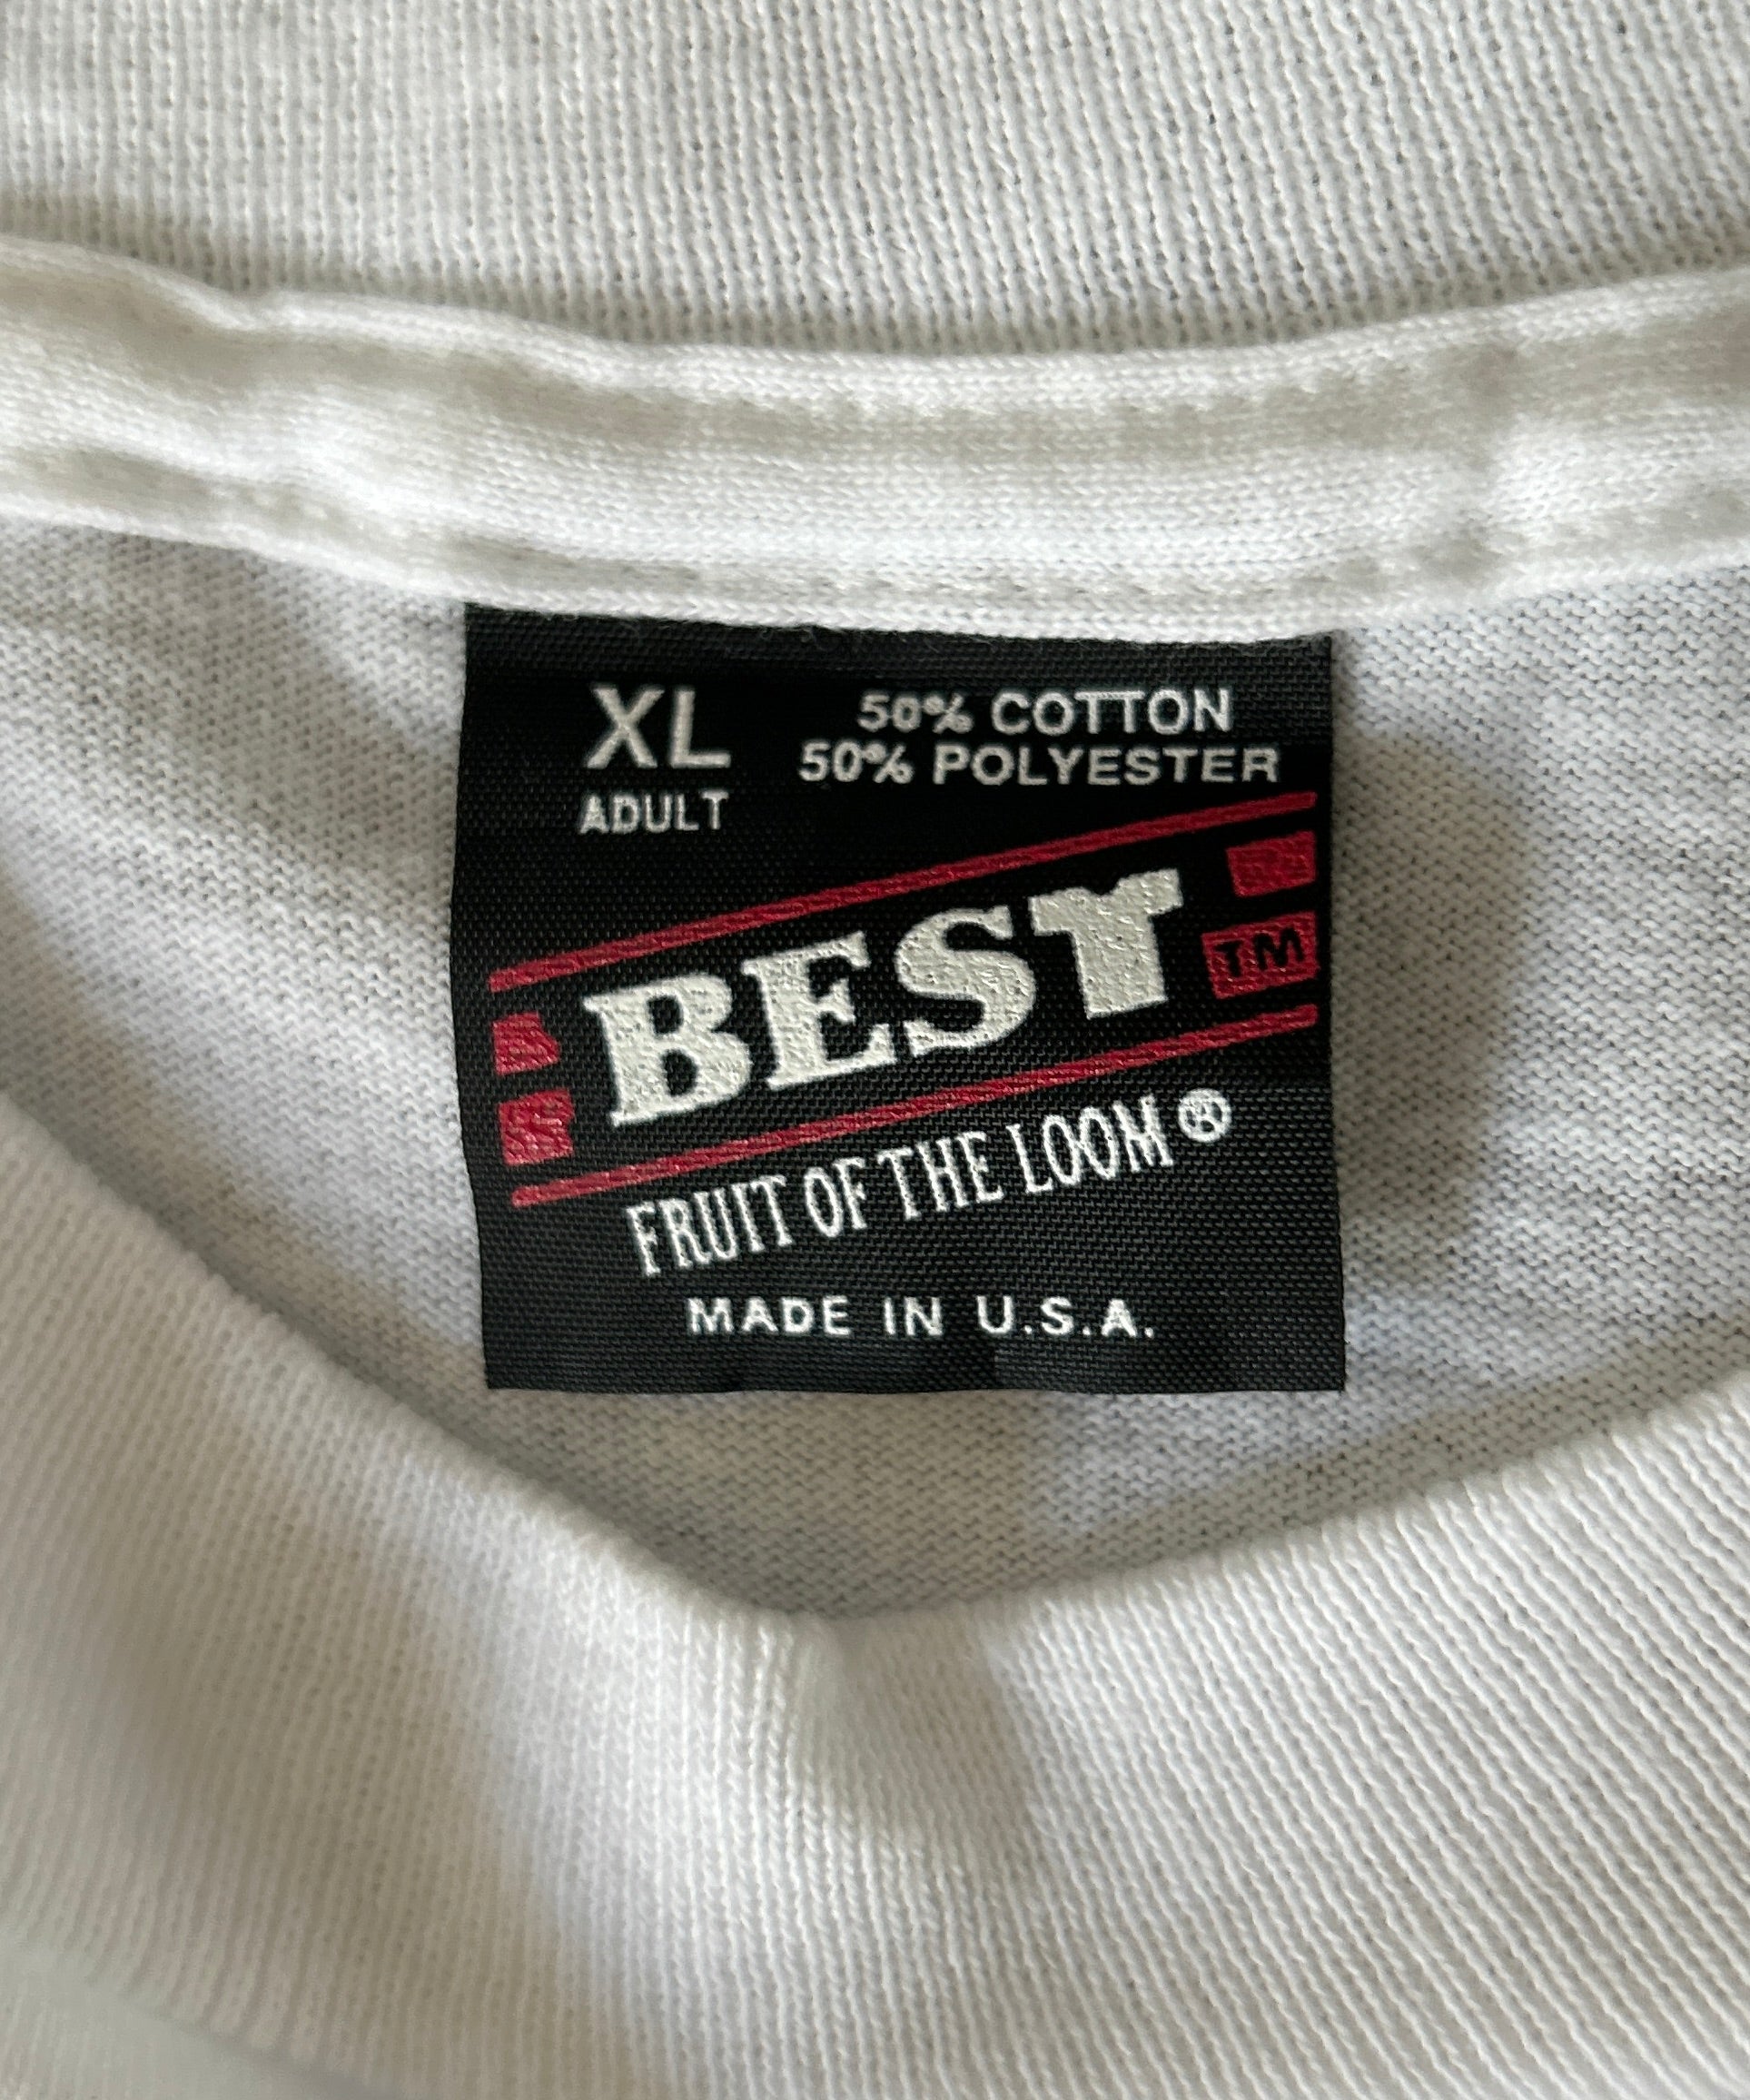 XL
ADULT
50% COTTON
50% POLYESTER
BEST
TM
FRUIT OF THE LOOM®
MADE IN U.S.A.